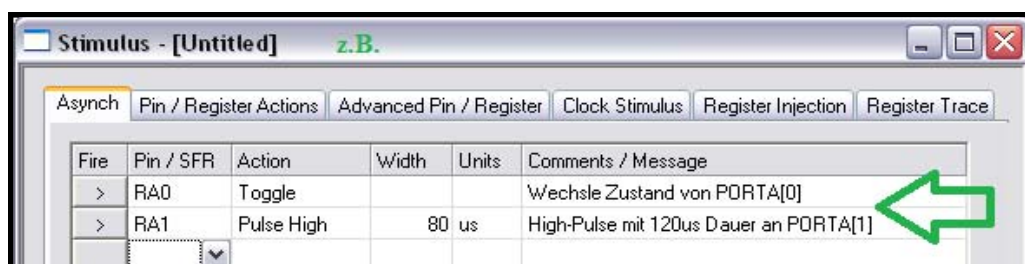 Stimulus - [Untitled] z.B.
Asynch Pin / Register Actions Advanced Pin / Register Clock Stimulus Register Injection Register Trace
Fire Pin / SFR Action Width Units Comments / Message
> RA0 Toggle Wechsle Zustand von PORTA[0]
> RA1 Pulse High 80 us High-Pulse mit 120us Dauer an PORTA[1]